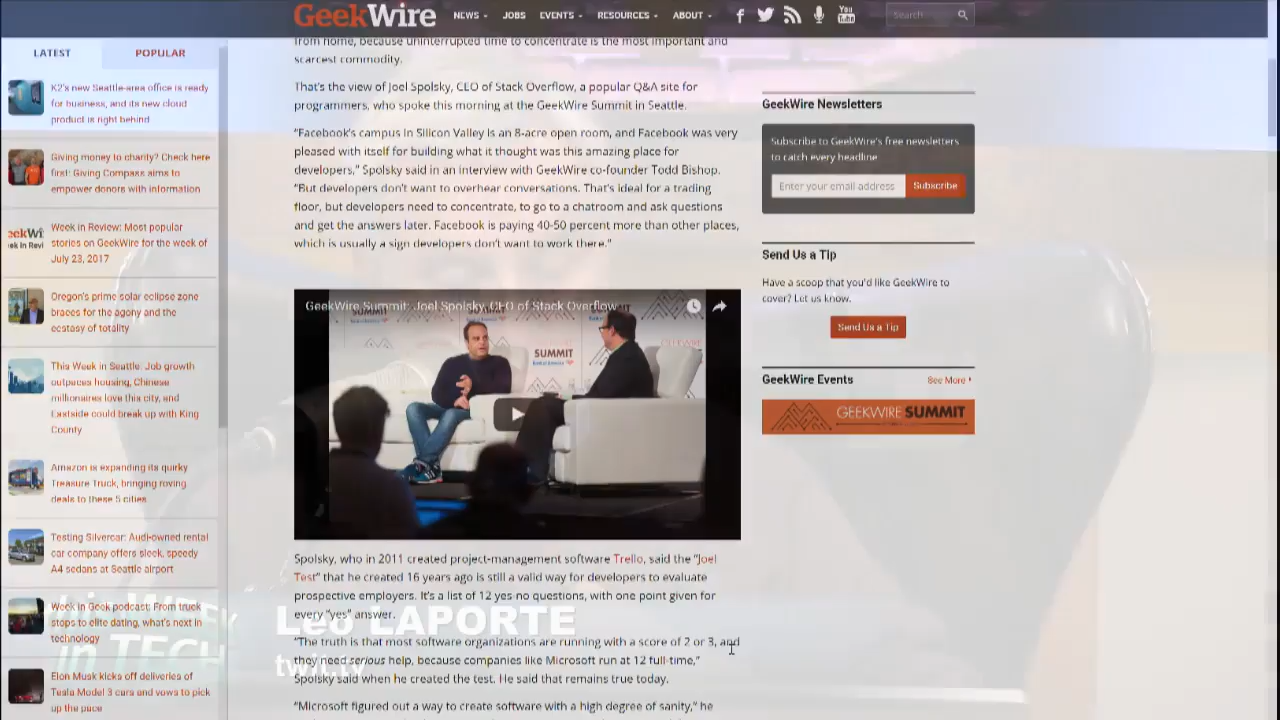 GeekWire
NEWS
JOBS
EVENTS
RESOURCES
ABOUT
You
Tube
Search
LATEST
POPULAR
K2's new Seattle-area office is ready
for business, and its new cloud
product is right behind
Giving money to charity? Check here
first: Giving Compass aims to
empower donors with information
Week in Review: Most popular
stories on GeekWire for the week of
July 23, 2017
Oregon's prime solar eclipse zone
braces for the agony and the
ecstasy of totality
This Week in Seattle: Job growth
outpaces housing, Chinese
millionaires love this city, and
Eastside could break up with King
County
Amazon is expanding its quirky
Treasure Truck, bringing roving
deals to these 5 cities
Testing Silvercar: Audi-owned rental
car company offers sleek, speedy
A4 sedans at Seattle airport
Week in Geek podcast: From truck
stops to elite dating, what's next in
technology
Elon Musk kicks off deliveries of
Tesla Model 3 cars and vows to pick
up the pace
from home, because uninterrupted time to concentrate is the most important and
scarcest commodity.
That's the view of Joel Spolsky, CEO of Stack Overflow, a popular Q&A site for
programmers, who spoke this morning at the GeekWire Summit in Seattle.
"Facebook's campus in Silicon Valley is an 8-acre open room, and Facebook was very
pleased with itself for building what it thought was this amazing place for
developers," Spolsky said in an interview with GeekWire co-founder Todd Bishop.
"But developers don't want to overhear conversations. That's ideal for a trading
floor, but developers need to concentrate, to go to a chatroom and ask questions
and get the answers later. Facebook is paying 40-50 percent more than other places,
which is usually a sign developers don't want to work there."
GeekWire Summit: Joel Spolsky, CEO of Stack Overflow
SUMMIT
SUMMIT
SUMMIT
Spolsky, who in 2011 created project-management software Trello, said the "Joel
Test" that he created 16 years ago is still a valid way for developers to evaluate
prospective employers. It's a list of 12 yes-no questions, with one point given for
every "yes" answer.
"The truth is that most software organizations are running with a score of 2 or 3, and
they need serious help, because companies like Microsoft run at 12 full-time,"
Spolsky said when he created the test. He said that remains true today.
"Microsoft figured out a way to create software with a high degree of sanity," he
GeekWire Newsletters
Subscribe to GeekWire's free newsletters
to catch every headline
Enter your email address
Subscribe
Send Us a Tip
Have a scoop that you'd like GeekWire to
cover? Let us know.
Send Us a Tip
GeekWire Events
See More
GEEKWIRE SUMMIT
this WEEK
in TECH
Leo LAPORTE
twit.tv